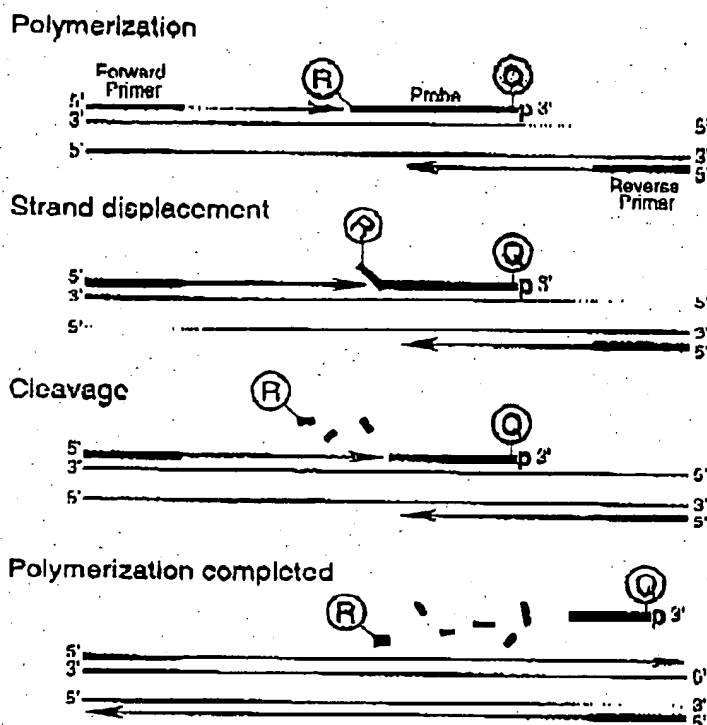 Polymerization
Forward
Primer
R
Probe
Q
5'
p 3'
3'
5'
5'
3'
5'
Reverse
Primer
Strand displacement
R
Q
5'
p 3'
3'
5'
5'
3'
5'
Cleavage
R
Q
5'
p 3'
3'
5'
5'
3'
5'
Polymerization completed
R
Q
p 3'
5'
3'
5'
5'
3'
5'